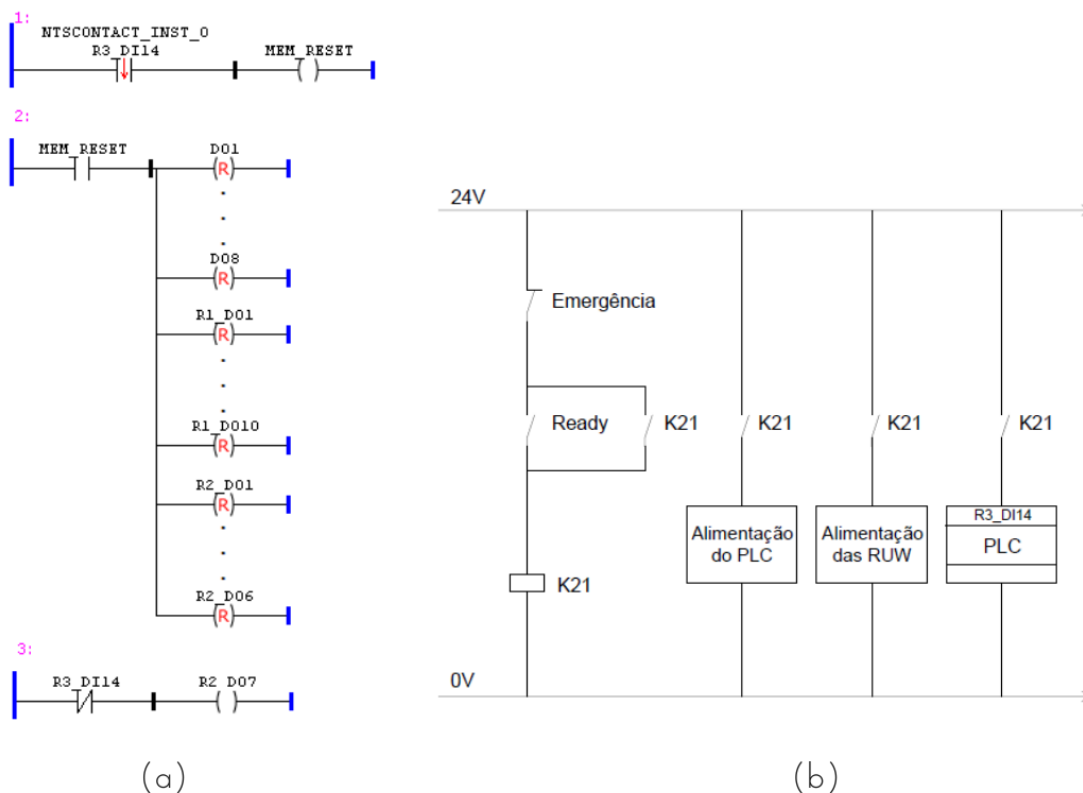 1:
NTSCONTACT_INST_0
R3_DI14
MEM_RESET
2:
MEM_RESET
DO1
R
DO8
R
R1_DO1
R
R1_DO10
R
R2_DO1
R
R2_DO6
R
3:
R3_DI14
R2_DO7
(a)
24V
Emergência
Ready
K21
K21
K21
K21
Alimentação
do PLC
Alimentação
das RUW
R3_DI14
PLC
K21
0V
(b)